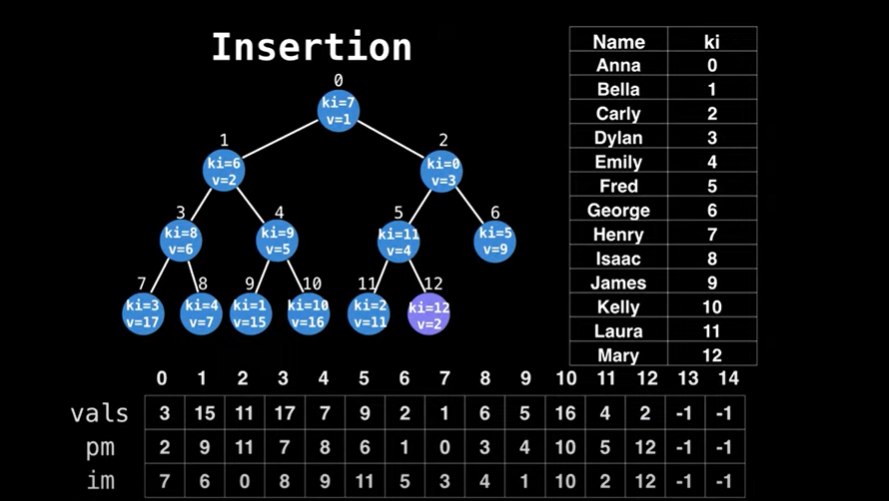 Insertion
0
ki=7
v=1
1
2
ki=6
v=2
ki=0
v=3
3
4
5
6
ki=8
v=6
ki=9
v=5
ki=11
v=4
ki=5
v=9
7
8
9
10
11
12
ki=3
v=17
ki=4
v=7
ki=1
v=15
ki=10
v=16
ki=2
v=11
ki=12
v=2
Name ki
Anna 0
Bella 1
Carly 2
Dylan 3
Emily 4
Fred 5
George 6
Henry 7
Isaac 8
James 9
Kelly 10
Laura 11
Mary 12
0 1 2 3 4 5 6 7 8 9 10 11 12 13 14
vals 3 15 11 17 7 9 2 1 6 5 16 4 2 -1 -1
pm 2 9 11 7 8 6 1 0 3 4 10 5 12 -1 -1
im 7 6 0 8 9 11 5 3 4 1 10 2 12 -1 -1